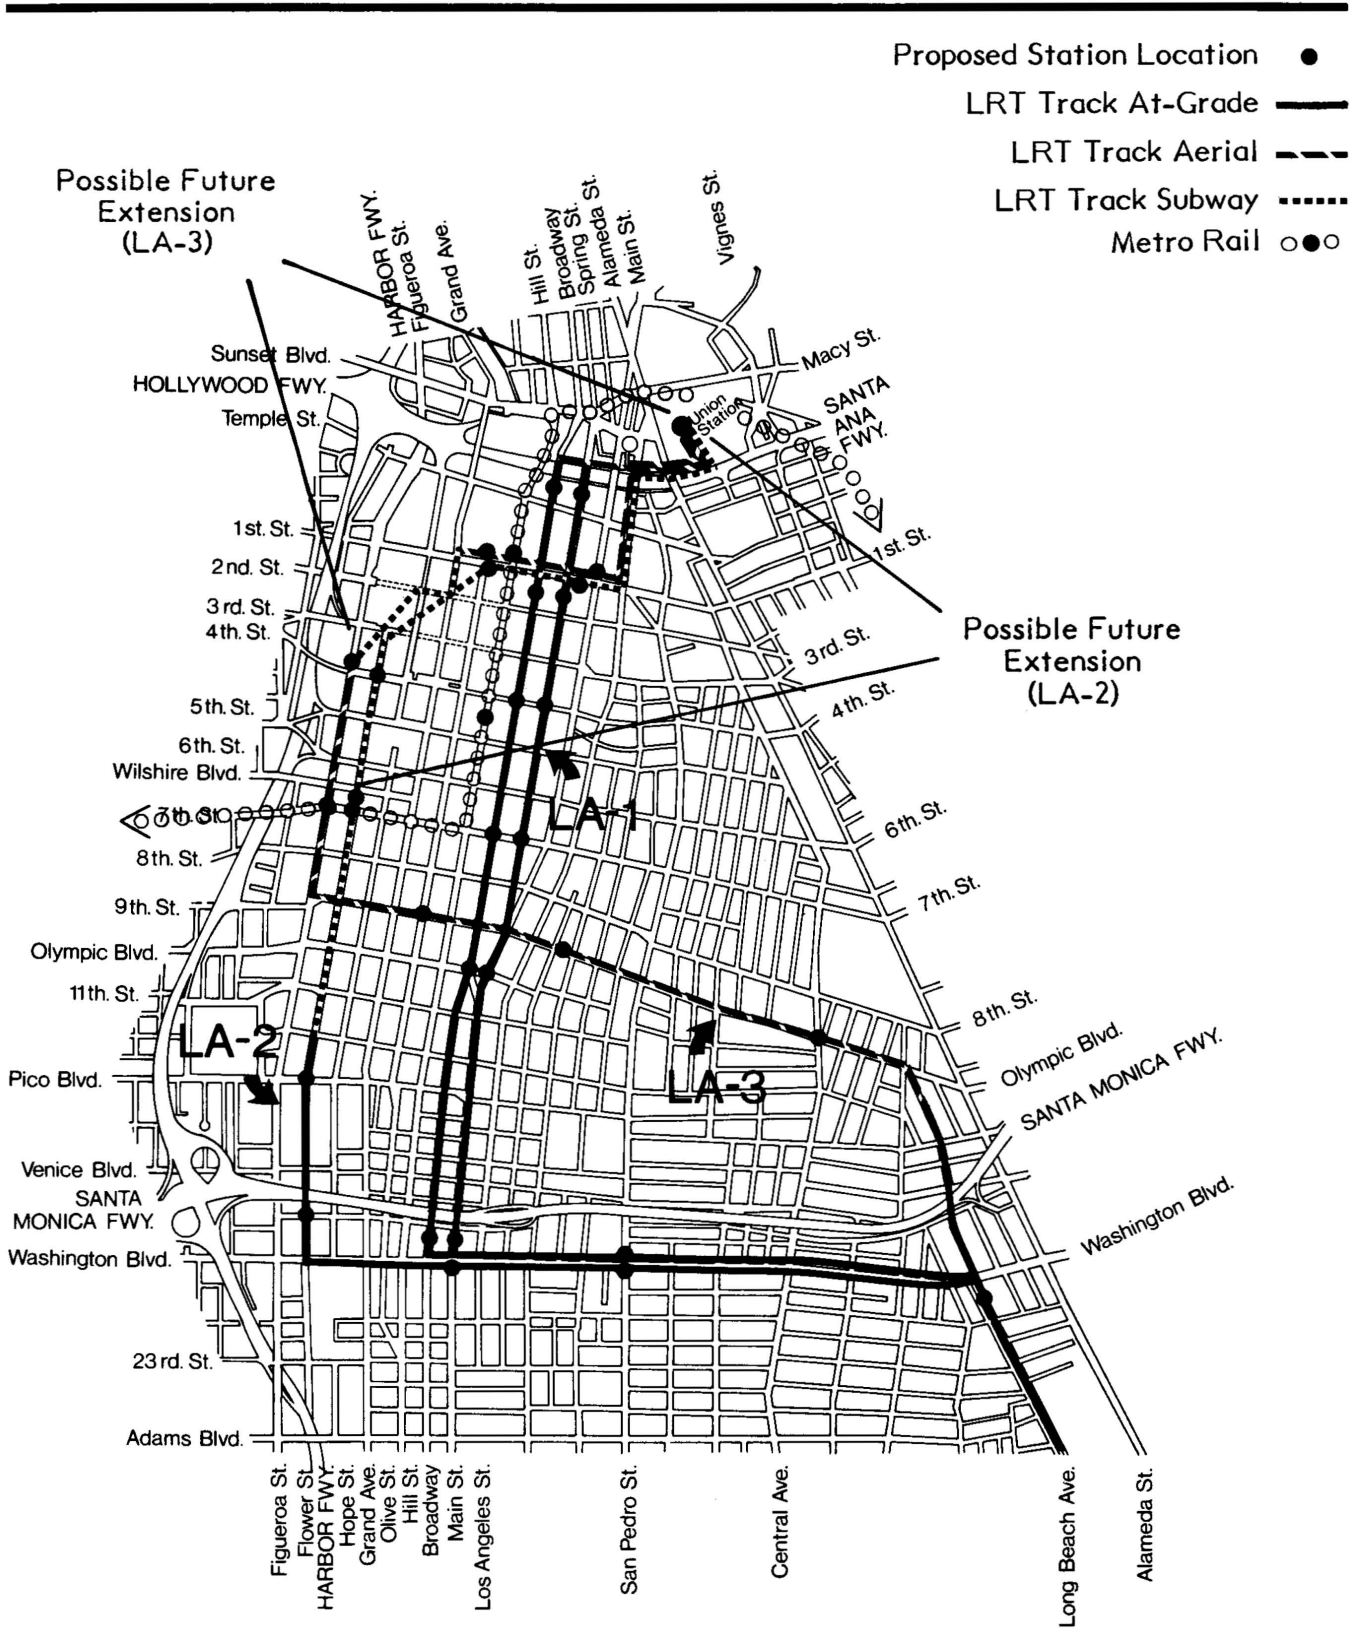 Proposed Station Location
LRT Track At-Grade
LRT Track Aerial
LRT Track Subway
Metro Rail
Possible Future
Extension
(LA-3)
HARBOR FWY.
Figueroa St.
Grand Ave.
Hill St.
Broadway
Spring St.
Alameda St.
Main St.
Vignes St.
Sunset Blvd.
HOLLYWOOD FWY.
Temple St.
Macy St.
SANTA
ANA
FWY.
Union
Station
1st. St.
2nd. St.
3rd. St.
4th. St.
5th. St.
6th. St.
Wilshire Blvd.
7th. St.
8th. St.
9th. St.
Olympic Blvd.
11th. St.
LA-2
Pico Blvd.
Venice Blvd.
SANTA
MONICA FWY.
Washington Blvd.
23rd. St.
Adams Blvd.
1st. St.
Possible Future
Extension
(LA-2)
3rd. St.
4th. St.
LA-1
6th. St.
7th. St.
8th. St.
Olympic Blvd.
SANTA MONICA FWY.
LA-3
Washington Blvd.
Figueroa St.
Flower St.
HARBOR FWY.
Hope St.
Grand Ave.
Olive St.
Hill St.
Broadway
Main St.
Los Angeles St.
San Pedro St.
Central Ave.
Long Beach Ave.
Alameda St.